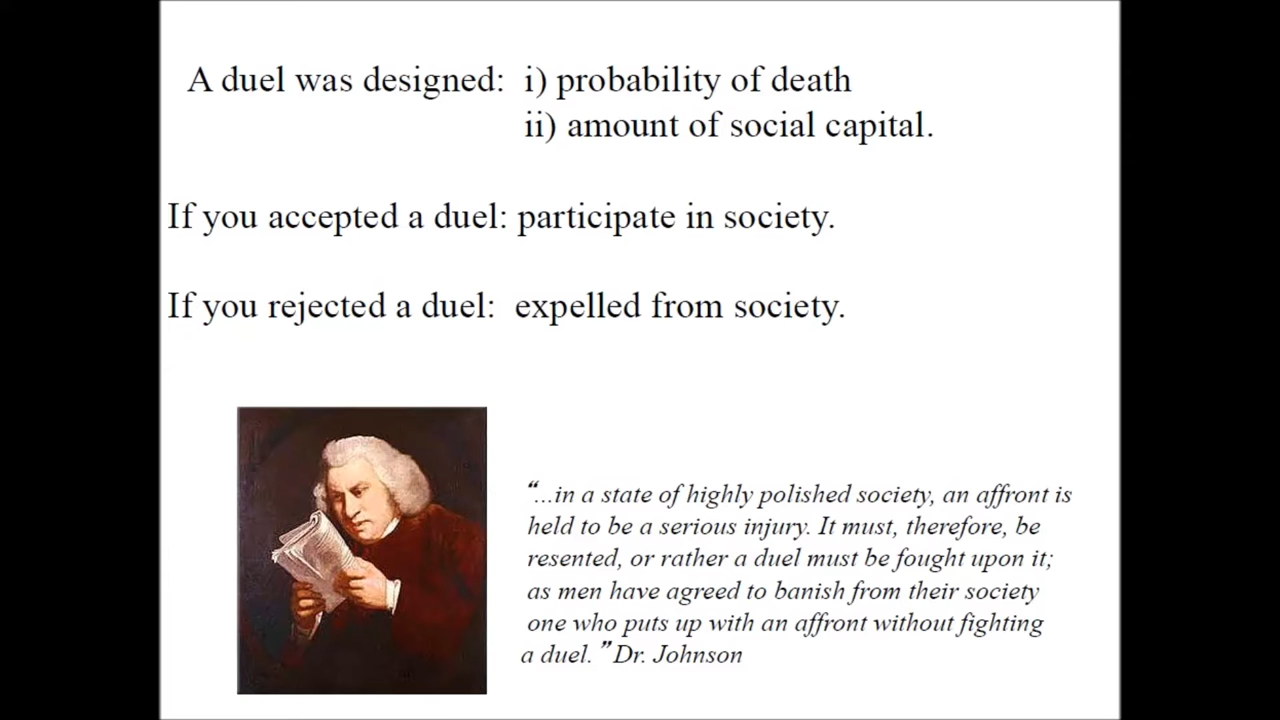 A duel was designed: i) probability of death
ii) amount of social capital.
If you accepted a duel: participate in society.
If you rejected a duel: expelled from society.
“...in a state of highly polished society, an affront is
held to be a serious injury. It must, therefore, be
resented, or rather a duel must be fought upon it;
as men have agreed to banish from their society
one who puts up with an affront without fighting
a duel.” Dr. Johnson